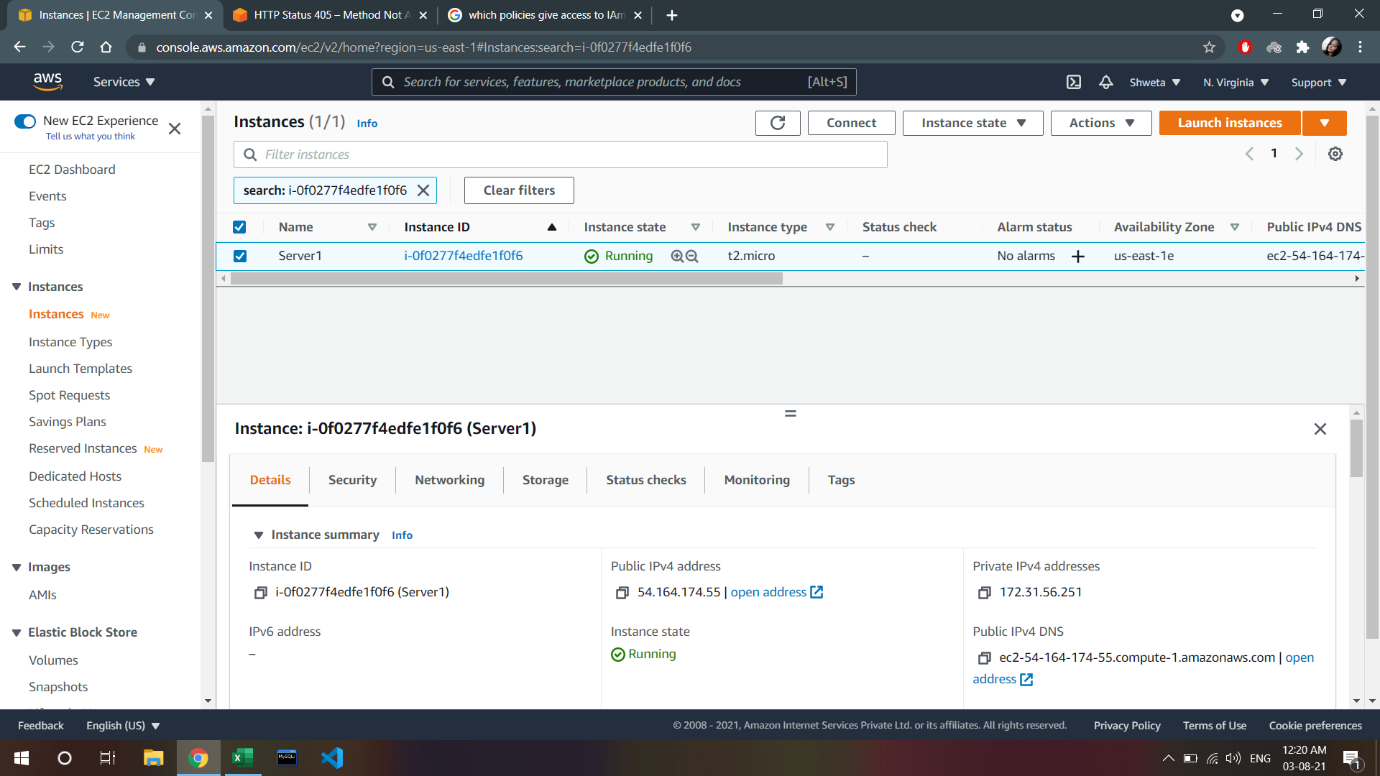 Instances | EC2 Management Con
HTTP Status 405 – Method Not A
which policies give access to IAm
console.aws.amazon.com/ec2/v2/home?region=us-east-1#Instances:search=i-0f0277f4edfe1f0f6
aws
Services
Search for services, features, marketplace products, and docs
[Alt+S]
Shweta
N. Virginia
Support
New EC2 Experience
Tell us what you think
EC2 Dashboard
Events
Tags
Limits
Instances
Instances New
Instance Types
Launch Templates
Spot Requests
Savings Plans
Reserved Instances New
Dedicated Hosts
Scheduled Instances
Capacity Reservations
Images
AMIs
Elastic Block Store
Volumes
Snapshots
Instances (1/1) Info
Connect
Instance state
Actions
Launch instances
Filter instances
1
search: i-0f0277f4edfe1f0f6
Clear filters
Name
Instance ID
Instance state
Instance type
Status check
Alarm status
Availability Zone
Public IPv4 DNS
Server1
i-0f0277f4edfe1f0f6
Running
t2.micro
–
No alarms
us-east-1e
ec2-54-164-174-
Instance: i-0f0277f4edfe1f0f6 (Server1)
Details
Security
Networking
Storage
Status checks
Monitoring
Tags
Instance summary Info
Instance ID
i-0f0277f4edfe1f0f6 (Server1)
Public IPv4 address
54.164.174.55 | open address
Private IPv4 addresses
172.31.56.251
IPv6 address
–
Instance state
Running
Public IPv4 DNS
ec2-54-164-174-55.compute-1.amazonaws.com | open
address
Feedback
English (US)
© 2008 - 2021, Amazon Internet Services Private Ltd. or its affiliates. All rights reserved.
Privacy Policy
Terms of Use
Cookie preferences
MySQL
ENG
12:20 AM
03-08-21
1